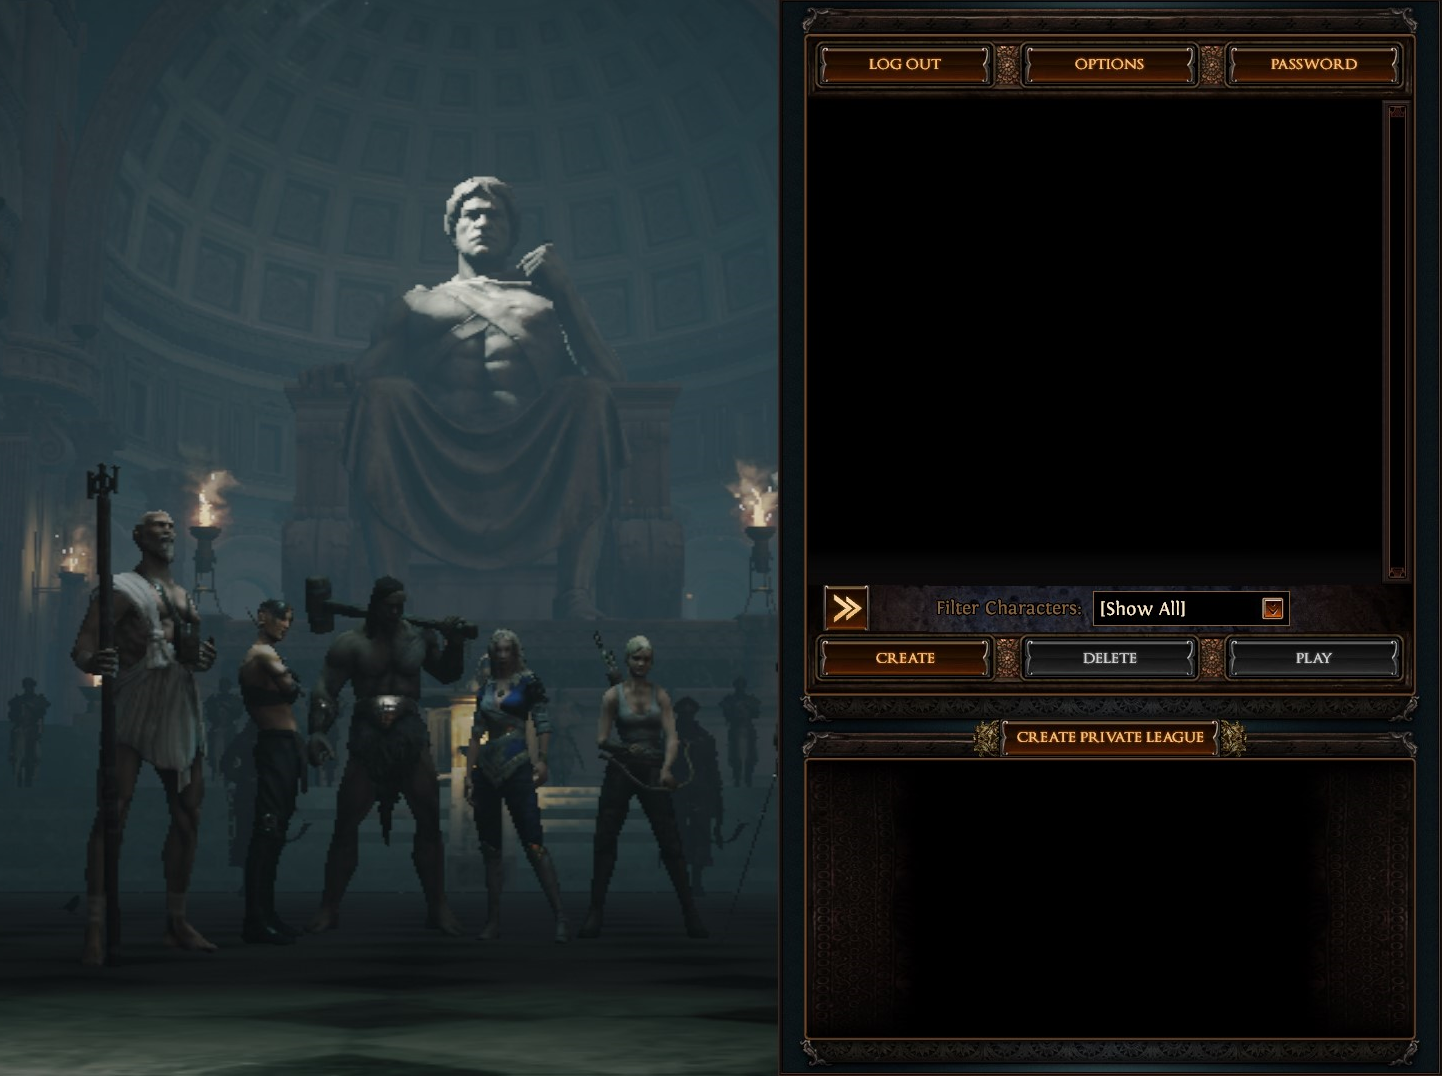 LOG OUT
OPTIONS
PASSWORD
Filter Characters: [Show All]
CREATE
DELETE
PLAY
CREATE PRIVATE LEAGUE